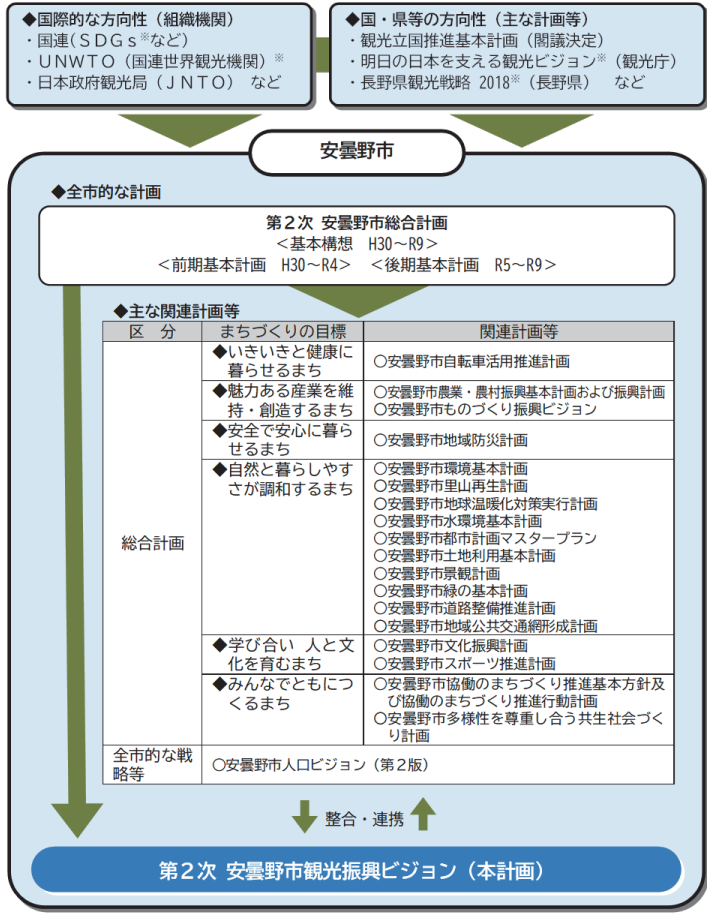 ◆国際的な方向性（組織機関）
・国連（ＳＤＧｓ※など）
・ＵＮＷＴＯ（国連世界観光機関）※
・日本政府観光局（ＪＮＴＯ） など
◆国・県等の方向性（主な計画等）
・観光立国推進基本計画（閣議決定）
・明日の日本を支える観光ビジョン※（観光庁）
・長野県観光戦略 2018※（長野県） など
安曇野市
◆全市的な計画
第２次 安曇野市総合計画
＜基本構想 H30～R9＞
＜前期基本計画 H30～R4＞ ＜後期基本計画 R5～R9＞
◆主な関連計画等
区 分 まちづくりの目標 関連計画等
総合計画
◆いきいきと健康に
暮らせるまち
○安曇野市自転車活用推進計画
◆魅力ある産業を維
持・創造するまち
○安曇野市農業・農村振興基本計画および振興計画
○安曇野市ものづくり振興ビジョン
◆安全で安心に暮ら
せるまち
○安曇野市地域防災計画
◆自然と暮らしやす
さが調和するまち
○安曇野市環境基本計画
○安曇野市里山再生計画
○安曇野市地球温暖化対策実行計画
○安曇野市水環境基本計画
○安曇野市都市計画マスタープラン
○安曇野市土地利用基本計画
○安曇野市景観計画
○安曇野市緑の基本計画
○安曇野市道路整備推進計画
○安曇野市地域公共交通網形成計画
◆学び合い 人と文
化を育むまち
○安曇野市文化振興計画
○安曇野市スポーツ推進計画
◆みんなでともにつ
くるまち
○安曇野市協働のまちづくり推進基本方針及
び協働のまちづくり推進行動計画
○安曇野市多様性を尊重し合う共生社会づく
り計画
全市的な戦
略等
○安曇野市人口ビジョン（第２版）
整合・連携
第２次 安曇野市観光振興ビジョン（本計画）